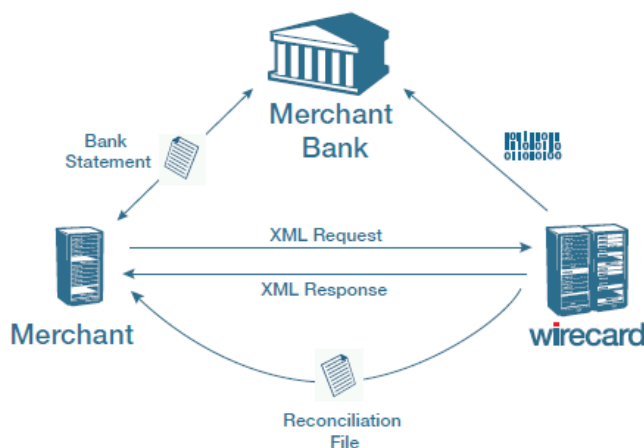 Merchant
Bank
Bank
Statement
XML Request
XML Response
Merchant
wirecard
Reconciliation
File